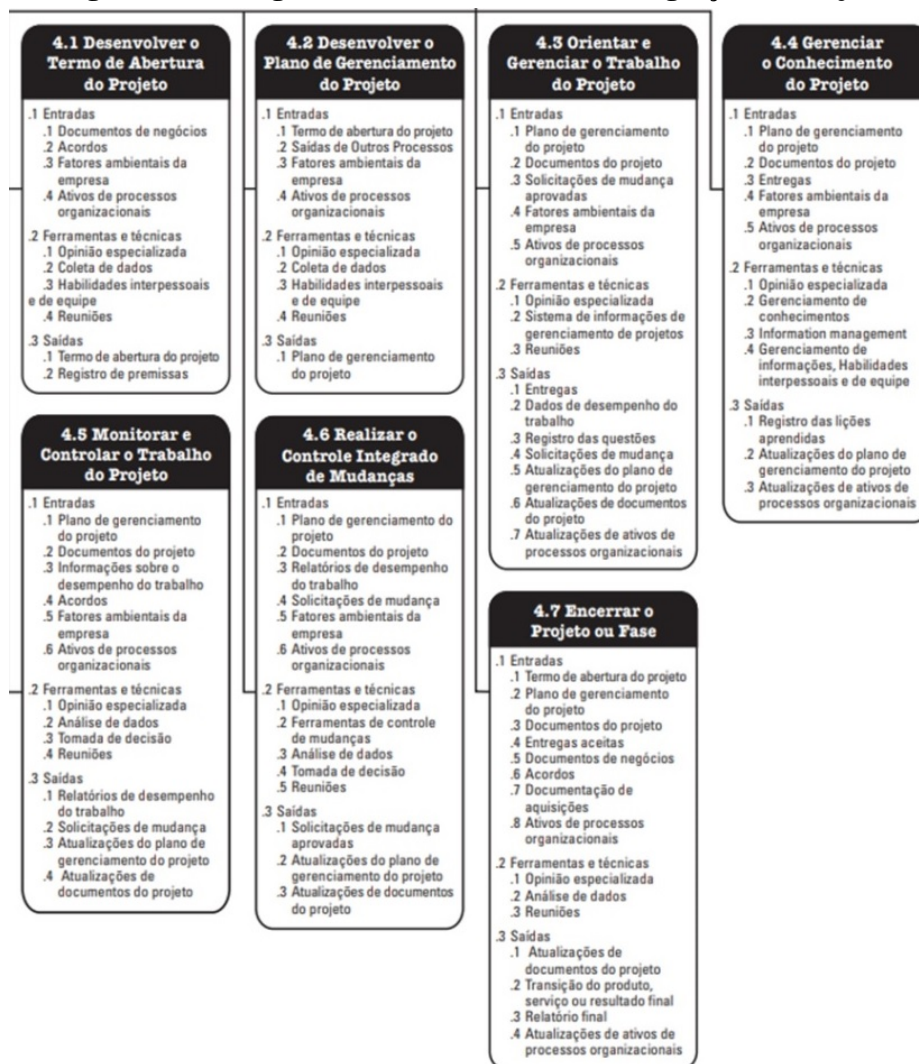 4.1 Desenvolver o
Termo de Abertura
do Projeto
.1 Entradas
.1 Documentos de negócios
.2 Acordos
.3 Fatores ambientais da
empresa
.4 Ativos de processos
organizacionais
.2 Ferramentas e técnicas
.1 Opinião especializada
.2 Coleta de dados
.3 Habilidades interpessoais
e de equipe
.4 Reuniões
.3 Saídas
.1 Termo de abertura do projeto
.2 Registro de premissas
4.2 Desenvolver o
Plano de Gerenciamento
do Projeto
.1 Entradas
.1 Termo de abertura do projeto
.2 Saídas de Outros Processos
.3 Fatores ambientais da
empresa
.4 Ativos de processos
organizacionais
.2 Ferramentas e técnicas
.1 Opinião especializada
.2 Coleta de dados
.3 Habilidades interpessoais
e de equipe
.4 Reuniões
.3 Saídas
.1 Plano de gerenciamento
do projeto
4.3 Orientar e
Gerenciar o Trabalho
do Projeto
.1 Entradas
.1 Plano de gerenciamento
do projeto
.2 Documentos do projeto
.3 Solicitações de mudança
aprovadas
.4 Fatores ambientais da
empresa
.5 Ativos de processos
organizacionais
.2 Ferramentas e técnicas
.1 Opinião especializada
.2 Sistema de informações de
gerenciamento de projetos
.3 Reuniões
.3 Saídas
.1 Entregas
.2 Dados de desempenho do
trabalho
.3 Registro das questões
.4 Solicitações de mudança
.5 Atualizações do plano de
gerenciamento do projeto
.6 Atualizações de documentos
do projeto
.7 Atualizações de ativos de
processos organizacionais
4.4 Gerenciar
o Conhecimento
do Projeto
.1 Entradas
.1 Plano de gerenciamento
do projeto
.2 Documentos do projeto
.3 Entregas
.4 Fatores ambientais da
empresa
.5 Ativos de processos
organizacionais
.2 Ferramentas e técnicas
.1 Opinião especializada
.2 Gerenciamento de
conhecimentos
.3 Information management
.4 Gerenciamento de
informações, Habilidades
interpessoais e de equipe
.3 Saídas
.1 Registro das lições
aprendidas
.2 Atualizações do plano de
gerenciamento do projeto
.3 Atualizações de ativos de
processos organizacionais
4.5 Monitorar e
Controlar o Trabalho
do Projeto
.1 Entradas
.1 Plano de gerenciamento
do projeto
.2 Documentos do projeto
.3 Informações sobre o
desempenho do trabalho
.4 Acordos
.5 Fatores ambientais da
empresa
.6 Ativos de processos
organizacionais
.2 Ferramentas e técnicas
.1 Opinião especializada
.2 Análise de dados
.3 Tomada de decisão
.4 Reuniões
.3 Saídas
.1 Relatórios de desempenho
do trabalho
.2 Solicitações de mudança
.3 Atualizações do plano de
gerenciamento do projeto
.4 Atualizações de
documentos do projeto
4.6 Realizar o
Controle Integrado
de Mudanças
.1 Entradas
.1 Plano de gerenciamento do
projeto
.2 Documentos do projeto
.3 Relatórios de desempenho
do trabalho
.4 Solicitações de mudança
.5 Fatores ambientais da
empresa
.6 Ativos de processos
organizacionais
.2 Ferramentas e técnicas
.1 Opinião especializada
.2 Ferramentas de controle
de mudanças
.3 Análise de dados
.4 Tomada de decisão
.5 Reuniões
.3 Saídas
.1 Solicitações de mudança
aprovadas
.2 Atualizações do plano de
gerenciamento do projeto
.3 Atualizações de documentos
do projeto
4.7 Encerrar o
Projeto ou Fase
.1 Entradas
.1 Termo de abertura do projeto
.2 Plano de gerenciamento
do projeto
.3 Documentos do projeto
.4 Entregas aceitas
.5 Documentos de negócios
.6 Acordos
.7 Documentação de
aquisições
.8 Ativos de processos
organizacionais
.2 Ferramentas e técnicas
.1 Opinião especializada
.2 Análise de dados
.3 Reuniões
.3 Saídas
.1 Atualizações de
documentos do projeto
.2 Transição do produto,
serviço ou resultado final
.3 Relatório final
.4 Atualizações de ativos de
processos organizacionais